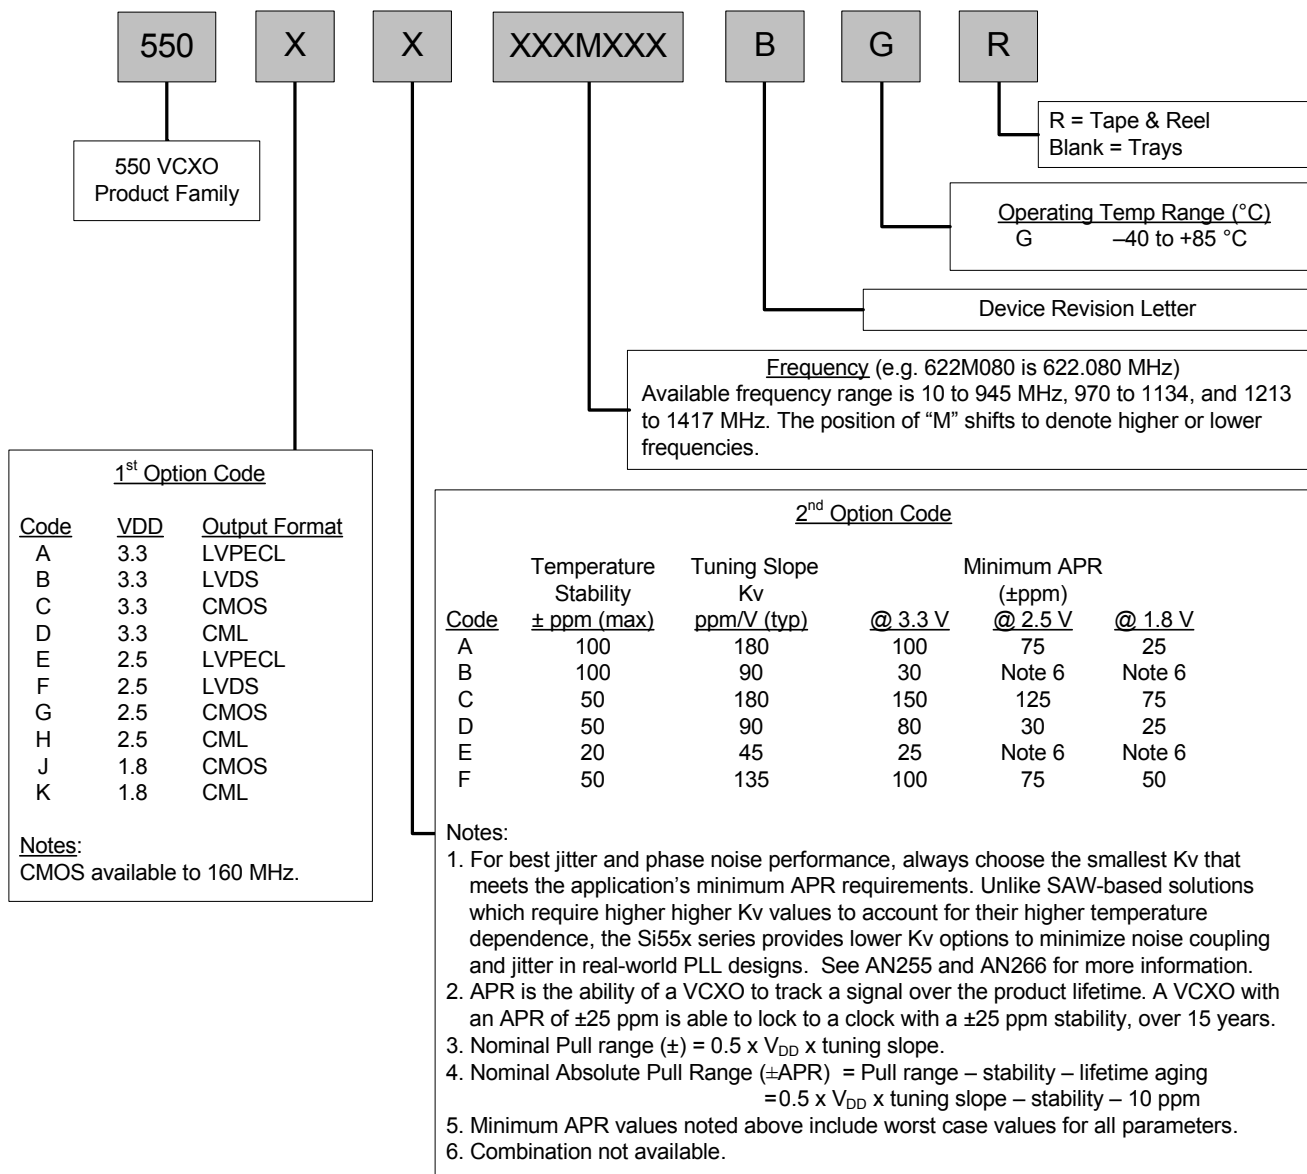 550 X X XXXMXXX B G R
R = Tape & Reel
Blank = Trays
550 VCXO
Product Family
Operating Temp Range (°C)
G –40 to +85 °C
Device Revision Letter
Frequency (e.g. 622M080 is 622.080 MHz)
Available frequency range is 10 to 945 MHz, 970 to 1134, and 1213
to 1417 MHz. The position of “M” shifts to denote higher or lower
frequencies.
1st Option Code
Code VDD Output Format
A 3.3 LVPECL
B 3.3 LVDS
C 3.3 CMOS
D 3.3 CML
E 2.5 LVPECL
F 2.5 LVDS
G 2.5 CMOS
H 2.5 CML
J 1.8 CMOS
K 1.8 CML
Notes:
CMOS available to 160 MHz.
2nd Option Code
Temperature Tuning Slope Minimum APR
Stability Kv (±ppm)
Code ± ppm (max) ppm/V (typ) @ 3.3 V @ 2.5 V @ 1.8 V
A 100 180 100 75 25
B 100 90 30 Note 6 Note 6
C 50 180 150 125 75
D 50 90 80 30 25
E 20 45 25 Note 6 Note 6
F 50 135 100 75 50
Notes:
1. For best jitter and phase noise performance, always choose the smallest Kv that
meets the application’s minimum APR requirements. Unlike SAW-based solutions
which require higher higher Kv values to account for their higher temperature
dependence, the Si55x series provides lower Kv options to minimize noise coupling
and jitter in real-world PLL designs. See AN255 and AN266 for more information.
2. APR is the ability of a VCXO to track a signal over the product lifetime. A VCXO with
an APR of ±25 ppm is able to lock to a clock with a ±25 ppm stability, over 15 years.
3. Nominal Pull range (±) = 0.5 x VDD x tuning slope.
4. Nominal Absolute Pull Range (±APR) = Pull range – stability – lifetime aging
= 0.5 x VDD x tuning slope – stability – 10 ppm
5. Minimum APR values noted above include worst case values for all parameters.
6. Combination not available.